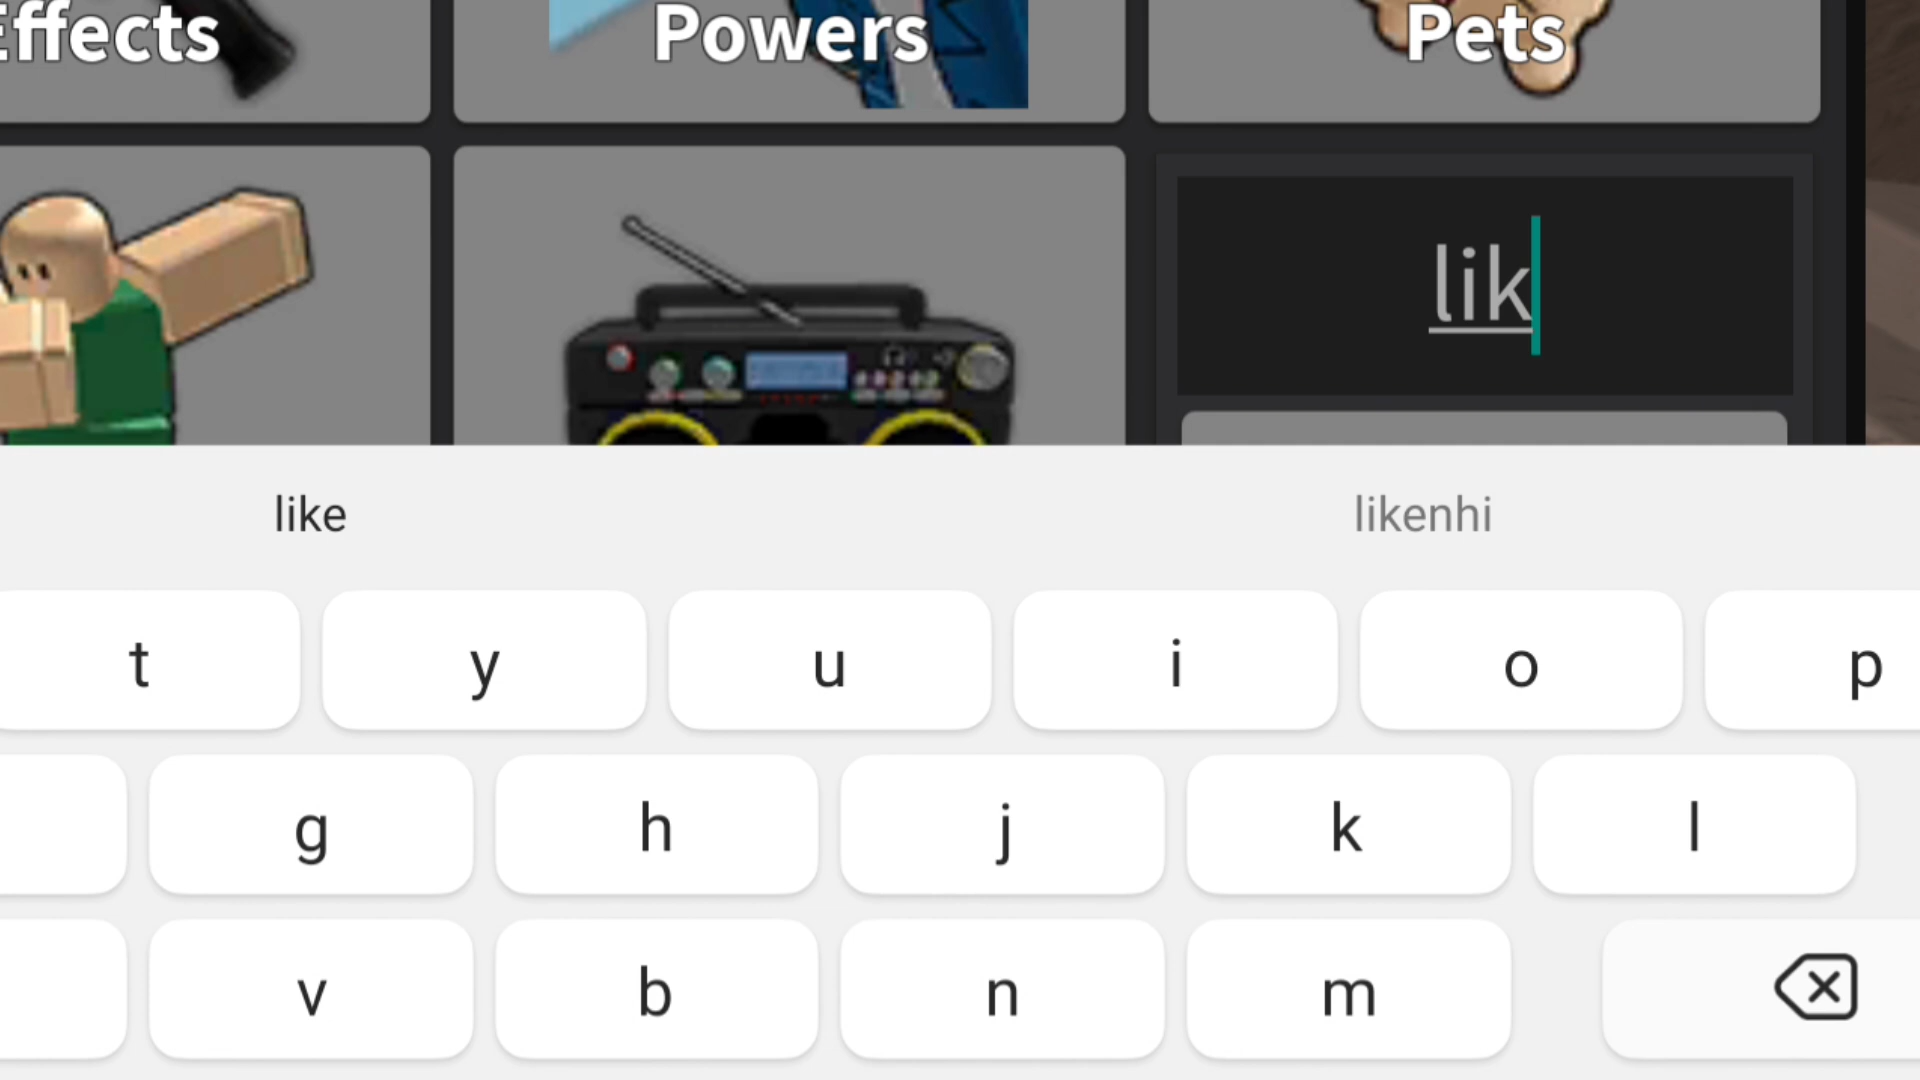 Effects Powers Pets
lik
like likenhi
t y u i o p
g h j k l
v b n m